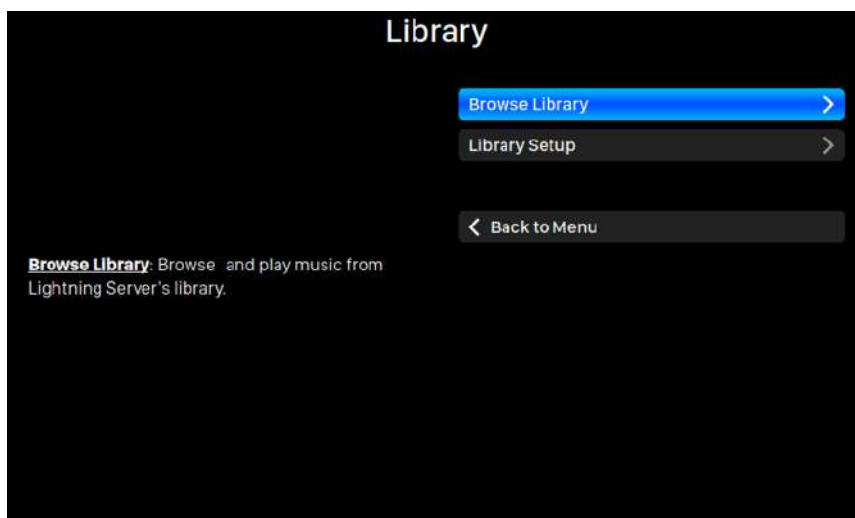 Library
Browse Library
Library Setup
Back to Menu
Browse Library: Browse and play music from
Lightning Server's library.